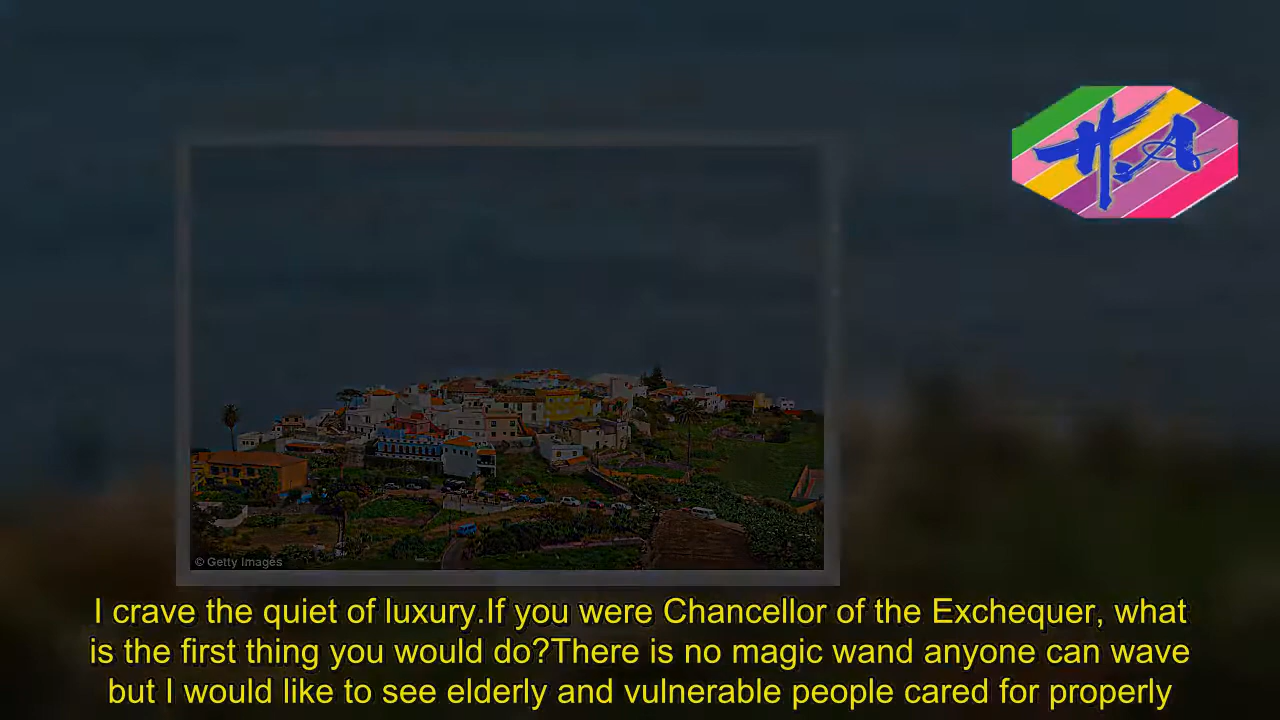 H.A
© Getty Images
I crave the quiet of luxury.If you were Chancellor of the Exchequer, what
is the first thing you would do?There is no magic wand anyone can wave
but I would like to see elderly and vulnerable people cared for properly